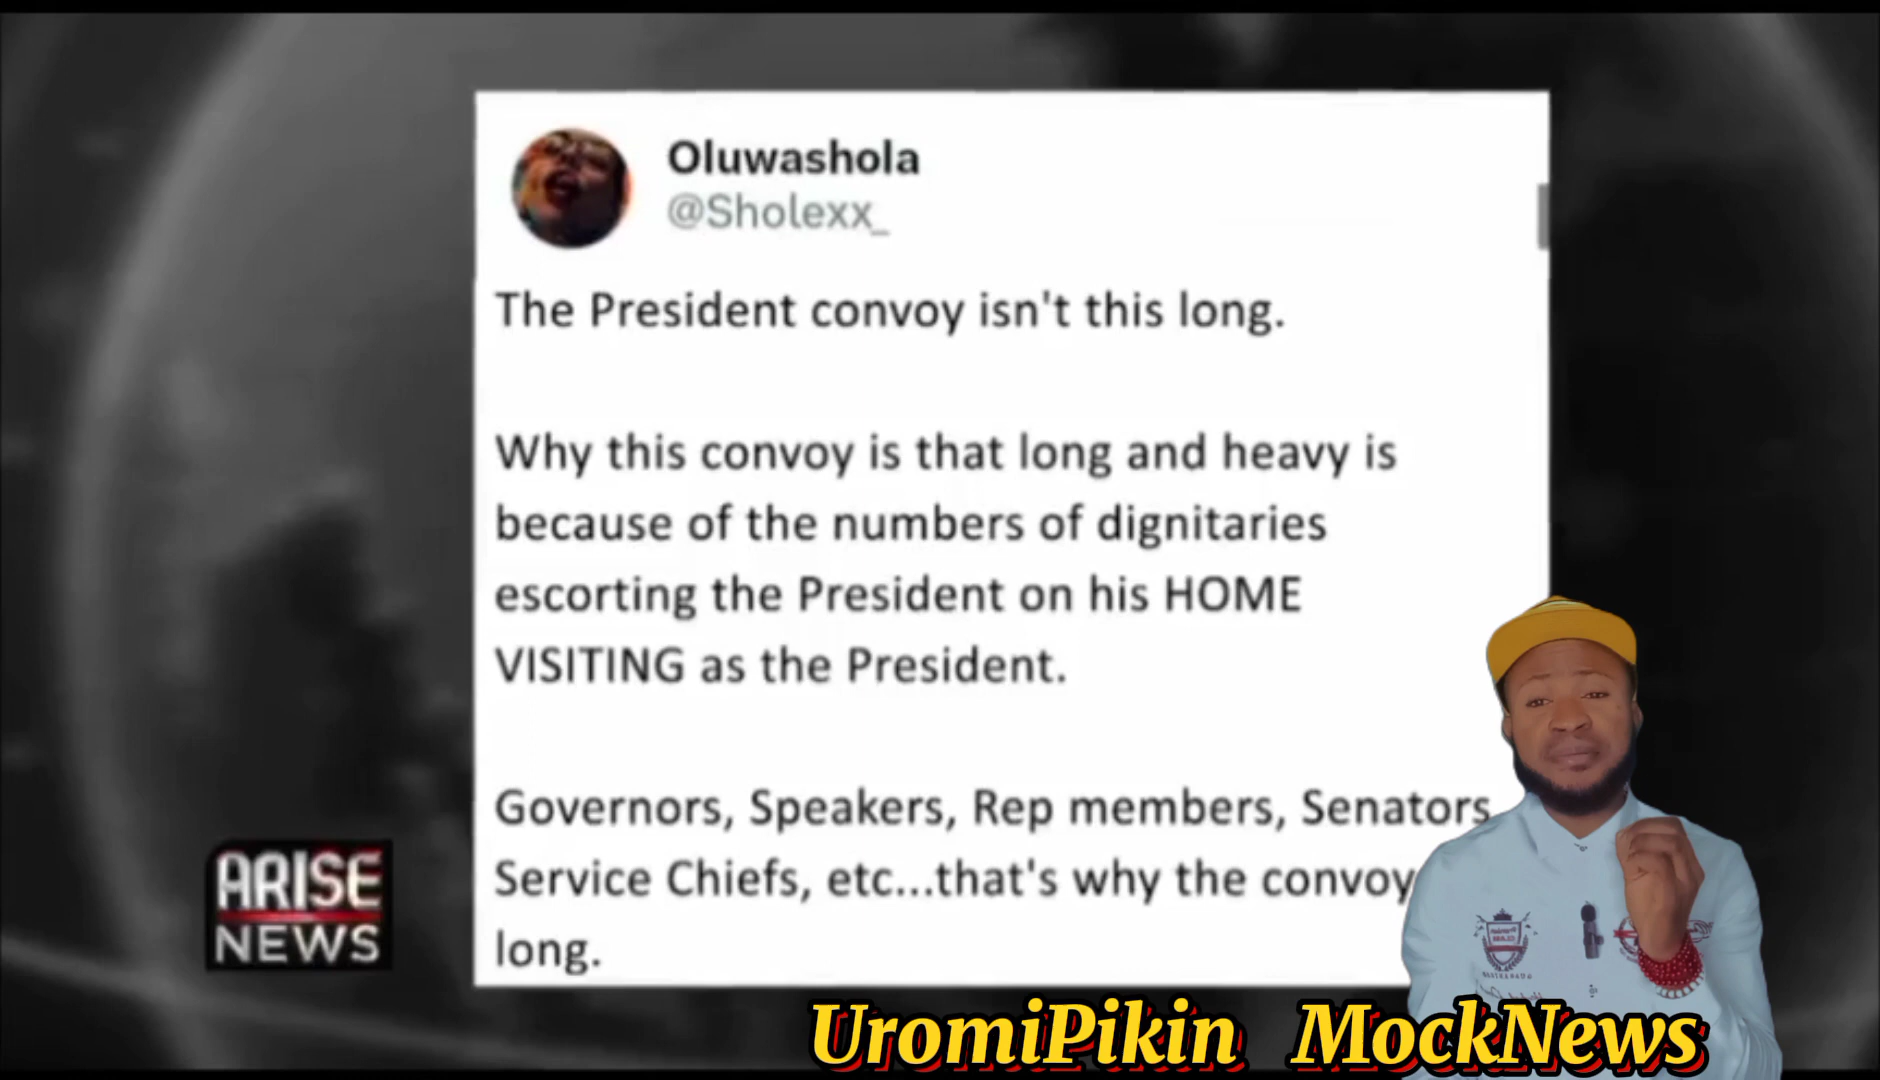 Oluwashola
@Sholexx_
The President convoy isn't this long.
Why this convoy is that long and heavy is
because of the numbers of dignitaries
escorting the President on his HOME
VISITING as the President.
Governors, Speakers, Rep members, Senators
Service Chiefs, etc...that's why the convoy
long.
ARISE
NEWS
UromiPikin MockNews